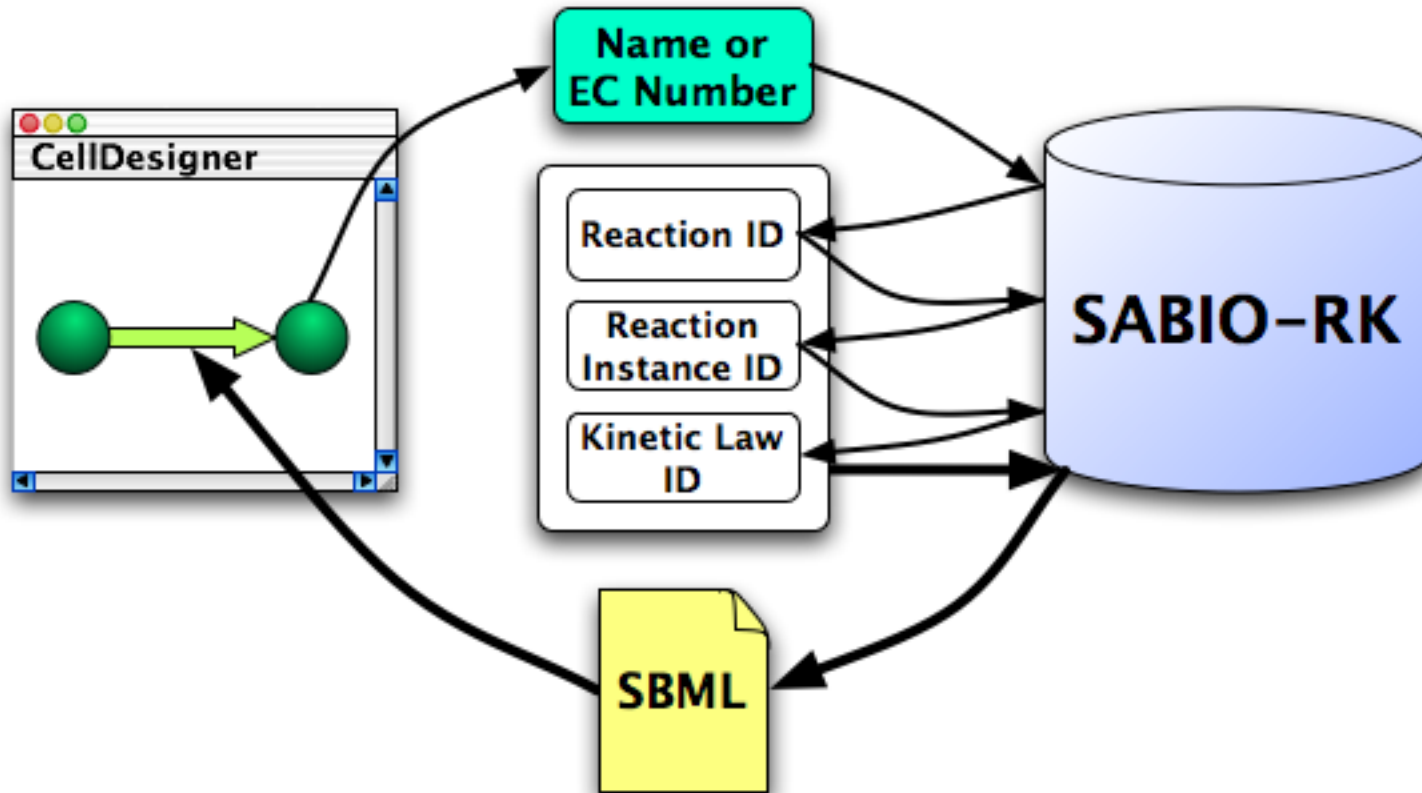 Name or
EC Number
CellDesigner
Reaction ID
Reaction
Instance ID
Kinetic Law
ID
SABIO-RK
SBML